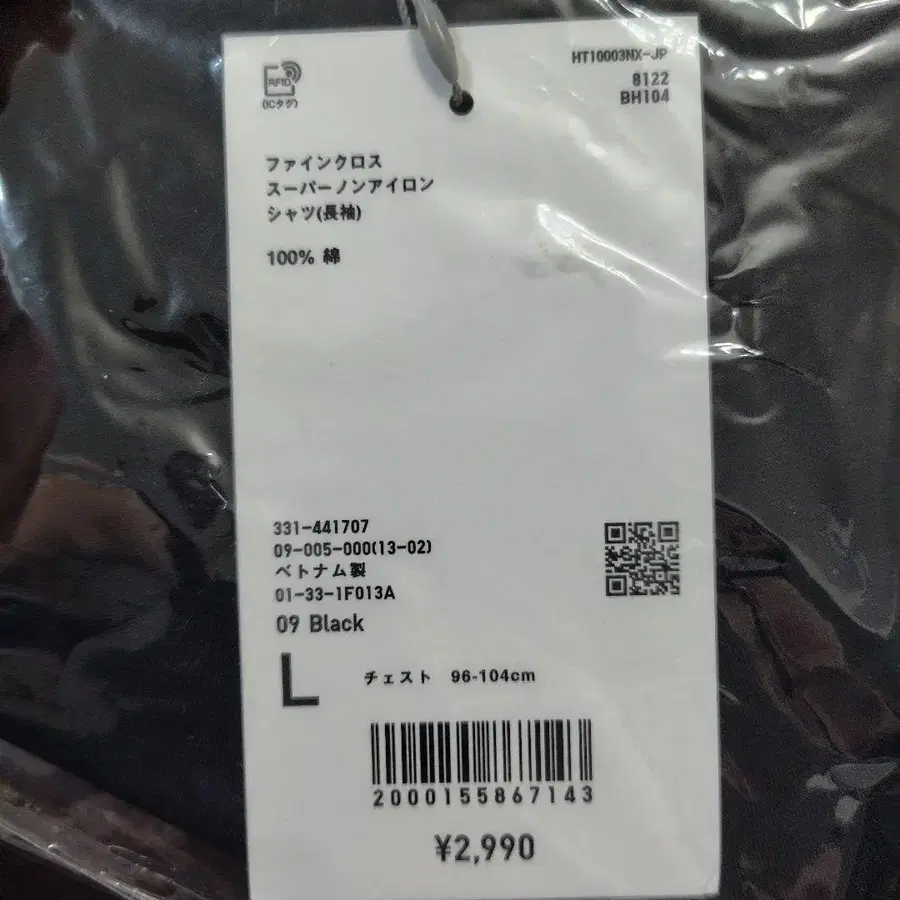 HT10003NX-JP
8122
BH104
RFID
(ICタグ)
ファインクロス
スーパーノンアイロン
シャツ(長袖)
100% 綿
331-441707
09-005-000(13-02)
ベトナム製
01-33-1F013A
09 Black
L チェスト 96-104cm
2000155867143
¥2,990